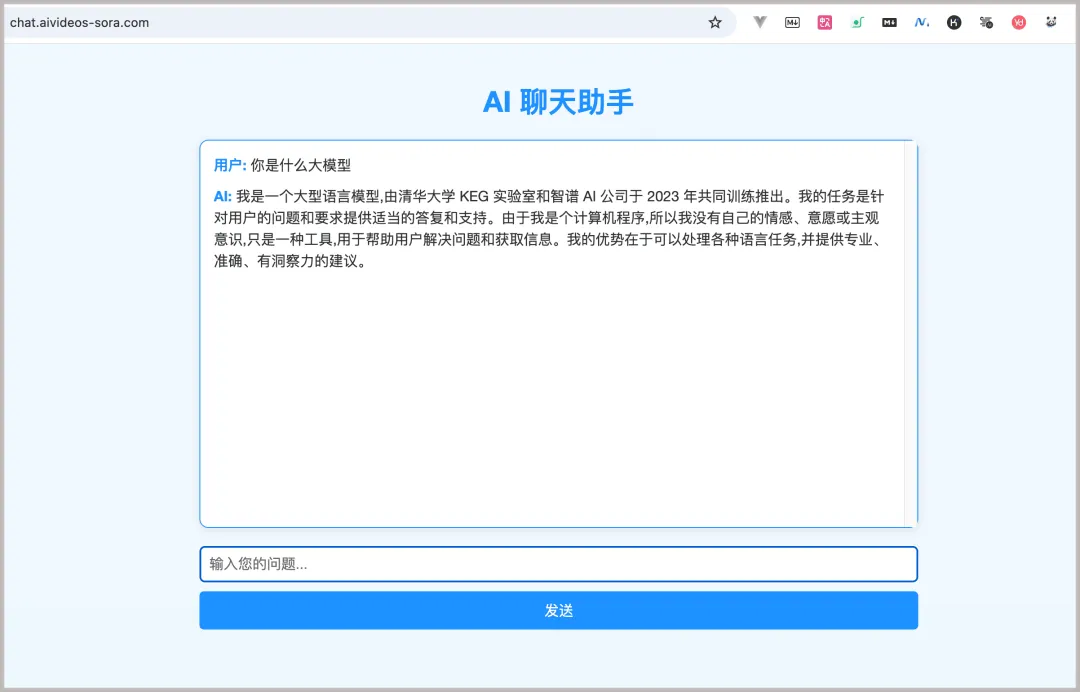 chat.aivideos-sora.com
AI 聊天助手
用户: 你是什么大模型
AI: 我是一个大型语言模型,由清华大学 KEG 实验室和智谱 AI 公司于 2023 年共同训练推出。我的任务是针
对用户的问题和要求提供适当的答复和支持。由于我是个计算机程序,所以我没有自己的情感、意愿或主观
意识,只是一种工具,用于帮助用户解决问题和获取信息。我的优势在于可以处理各种语言任务,并提供专业、
准确、有洞察力的建议。
输入您的问题...
发送